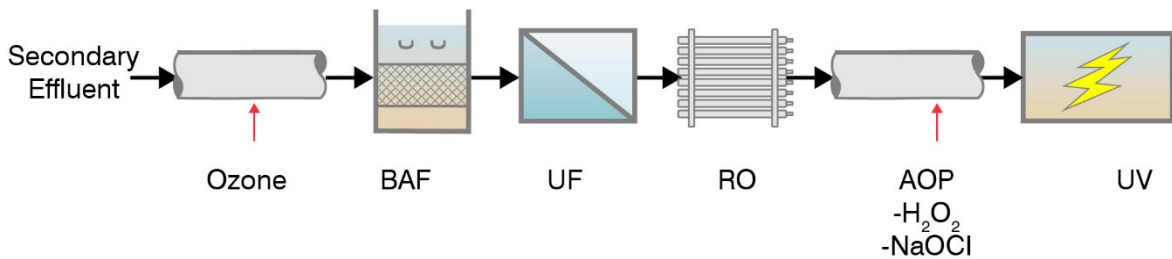 Secondary
Effluent
Ozone
BAF
UF
RO
AOP
-H₂O₂
-NaOCl
UV